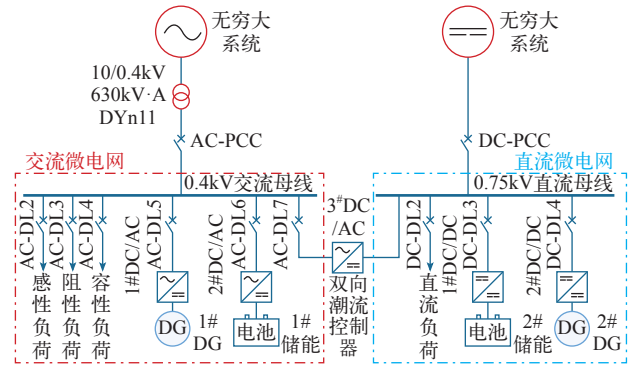 无穷大
系统
无穷大
系统
10/0.4kV
630kV·A
DYn11
AC-PCC
DC-PCC
交流微电网
直流微电网
0.4kV交流母线
0.75kV直流母线
AC-DL2
AC-DL3
AC-DL4
1#DC/AC
AC-DL5
2#DC/AC
AC-DL6
AC-DL7
3#DC
/AC
DC-DL2
1#DC/DC
DC-DL3
2#DC/DC
DC-DL4
感性负荷
阻性负荷
容性负荷
DG
1#
DG
电池
1#
储能
双向
潮流
控制
器
直流负荷
电池
2#
储能
DG
2#
DG